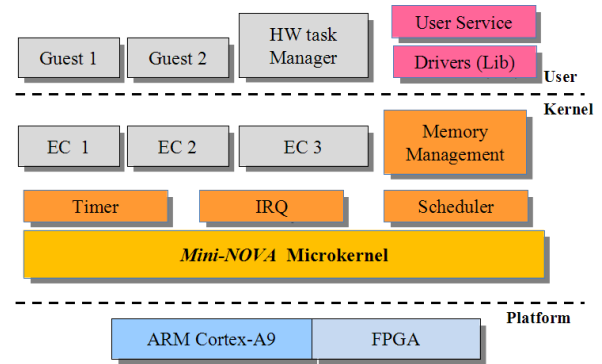 User Service
HW task
Manager
Guest 1
Guest 2
Drivers (Lib)
User
Kernel
EC 1
EC 2
EC 3
Memory
Management
Timer
IRQ
Scheduler
Mini-NOVA Microkernel
Platform
ARM Cortex-A9
FPGA